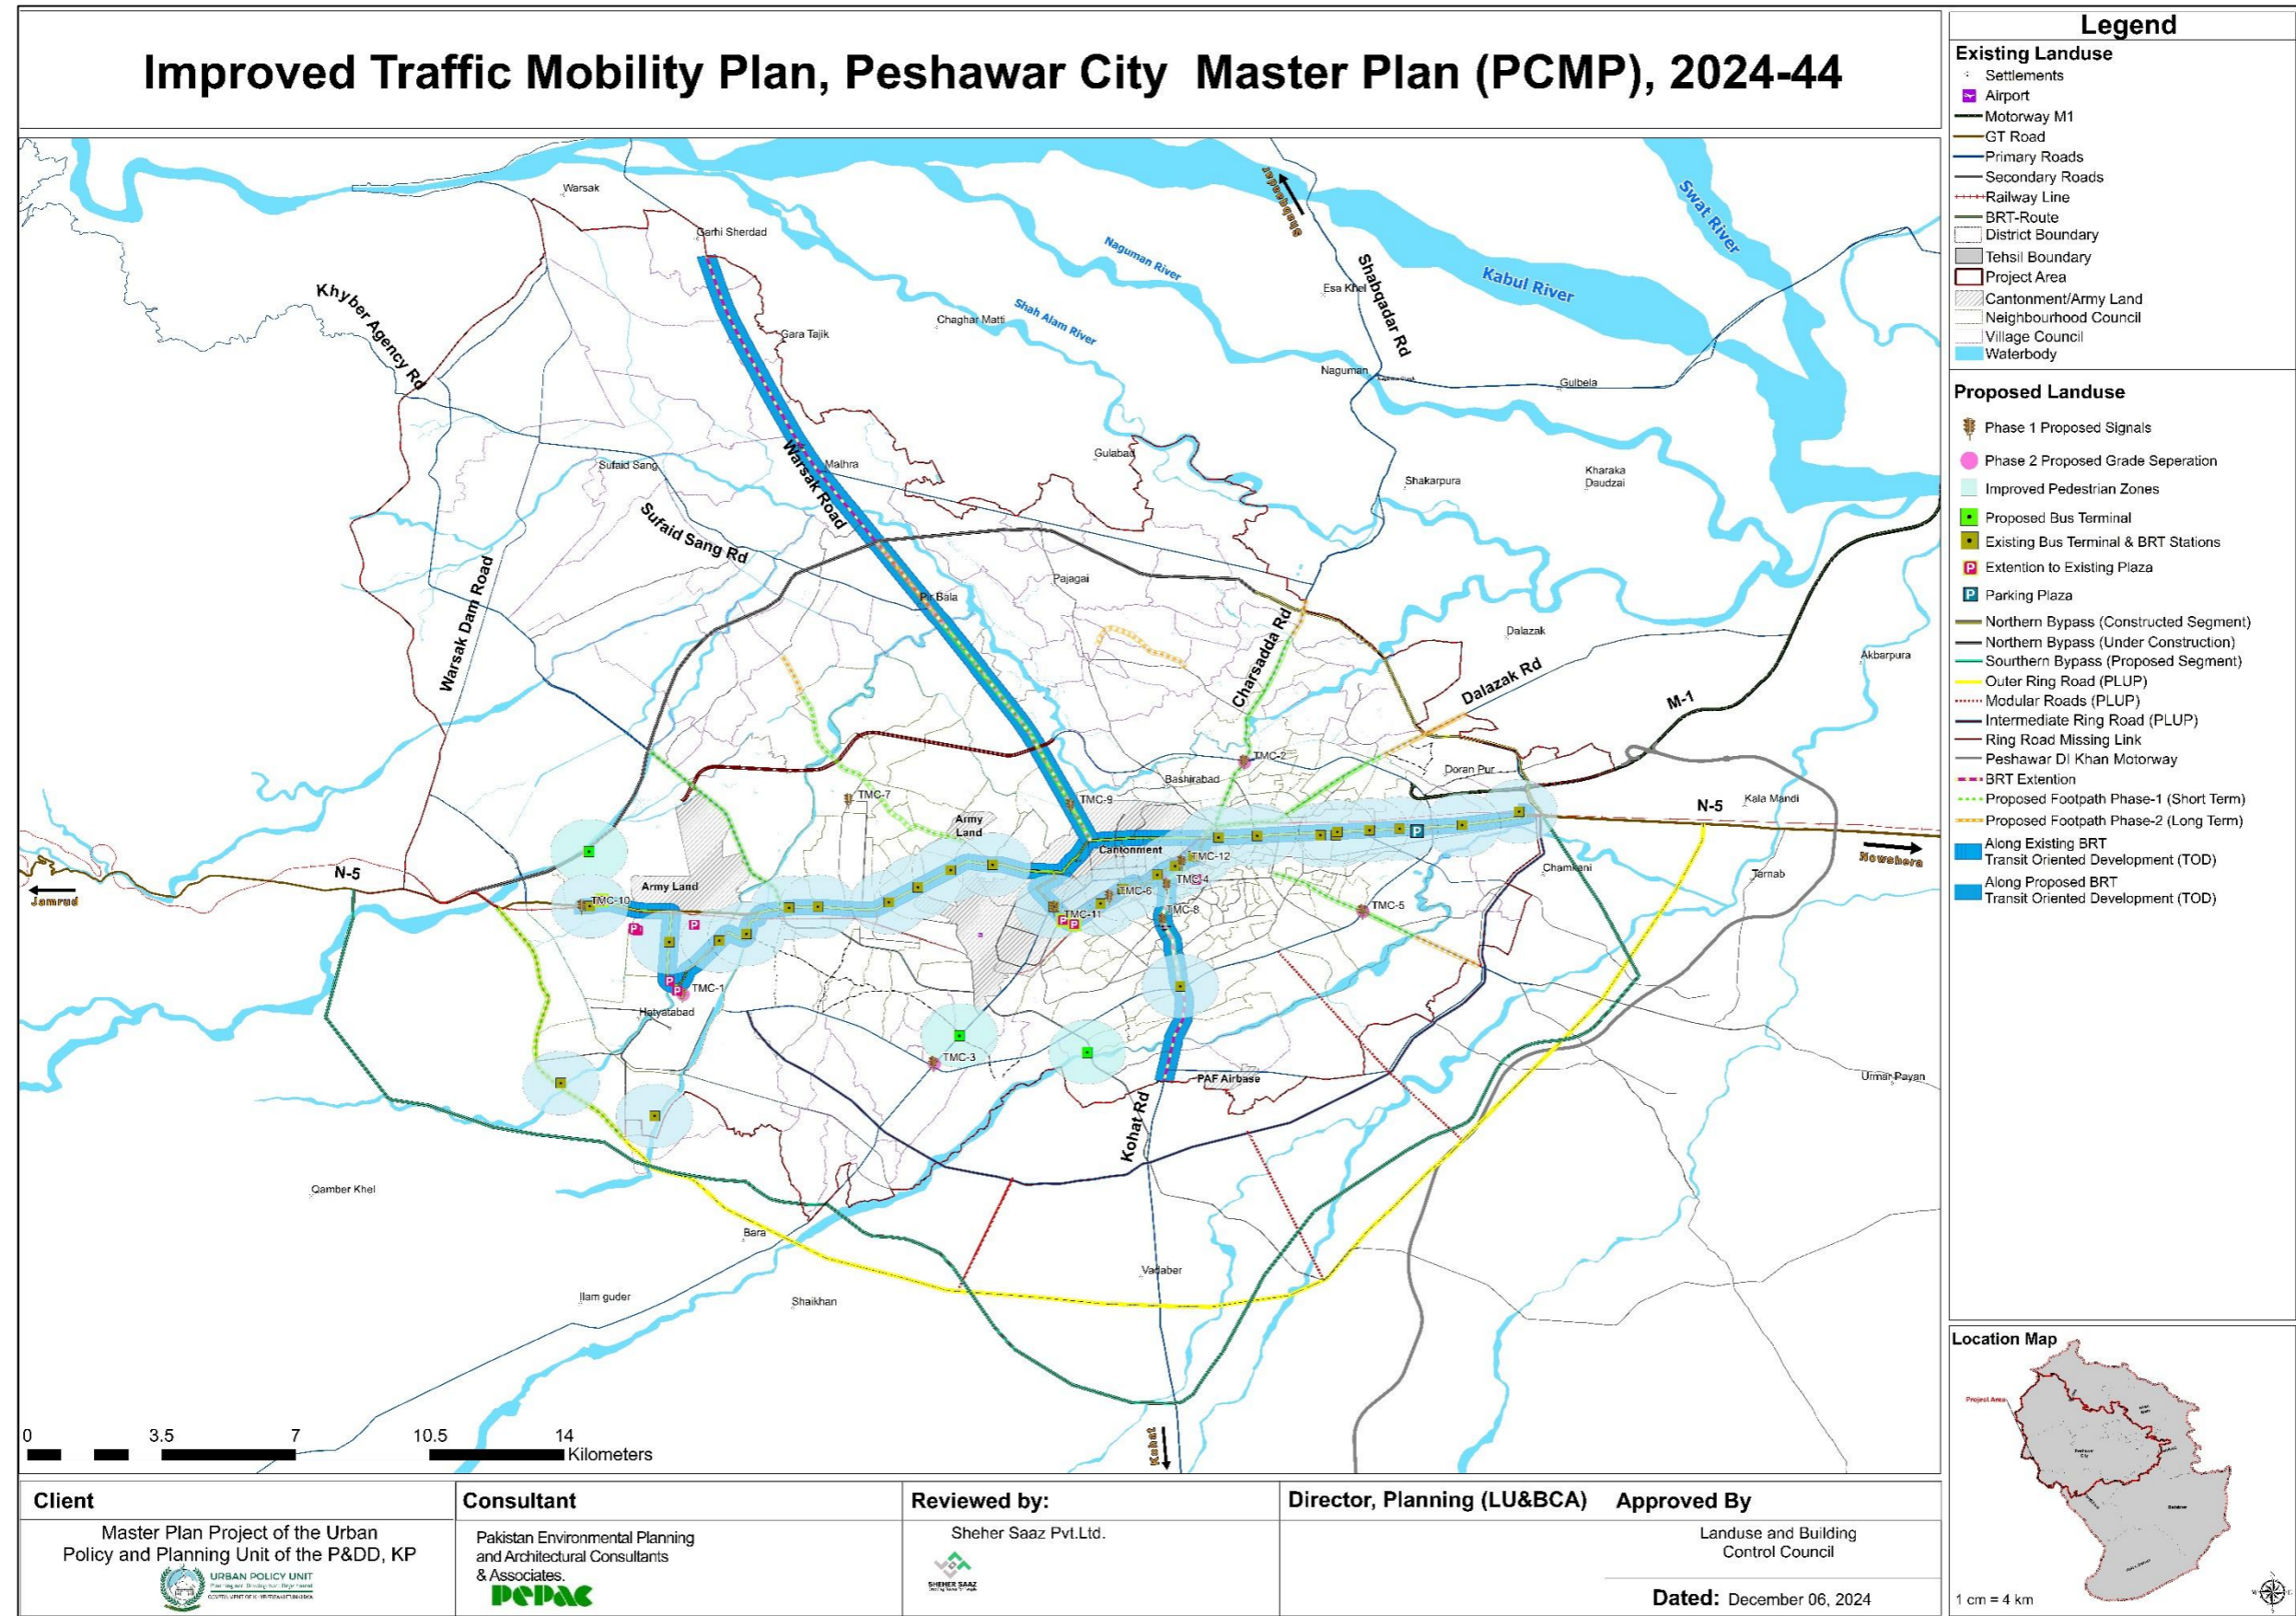 Improved Traffic Mobility Plan, Peshawar City  Master Plan (PCMP), 2024-44
Warsak
Garhi Sherdad
Khyber Agency Rd
Gara Tajik
Chaghar Matti
Shah Alam River
Naguman River
Shabqadar
Esa Khel
Shabqadar Rd
Kabul River
Swat River
Naguman
Gulbela
Sufaid Sang
Mathra
Warsak Road
Gulabad
Shakarpura
Kharaka
Daudzai
Sufaid Sang Rd
Warsak Dam Road
Pir Bala
Pajagai
Charsadda Rd
Dalazak
Dalazak Rd
Akbarpura
M-1
TMC-2
Bashirabad
Doran Pur
TMC-7
TMC-9
Army
Land
Kala Mandi
N-5
Cantonment
TMC-12
Nowshera
N-5
Jamrud
Army Land
TMC-10
TMC-6
TMC-4
TMC-11
TMC-8
TMC-5
Chamkani
Tarnab
TMC-1
Hatyatabad
TMC-3
PAF Airbase
Urmar Payan
Kohat Rd
Qamber Khel
Bara
Ilam guder
Shaikhan
Vadaber
Kohat
0 3.5 7 10.5 14
Kilometers
Legend
Existing Landuse
Settlements
Airport
Motorway M1
GT Road
Primary Roads
Secondary Roads
Railway Line
BRT-Route
District Boundary
Tehsil Boundary
Project Area
Cantonment/Army Land
Neighbourhood Council
Village Council
Waterbody
Proposed Landuse
Phase 1 Proposed Signals
Phase 2 Proposed Grade Seperation
Improved Pedestrian Zones
Proposed Bus Terminal
Existing Bus Terminal & BRT Stations
Extention to Existing Plaza
Parking Plaza
Northern Bypass (Constructed Segment)
Northern Bypass (Under Construction)
Sourthern Bypass (Proposed Segment)
Outer Ring Road (PLUP)
Modular Roads (PLUP)
Intermediate Ring Road (PLUP)
Ring Road Missing Link
Peshawar DI Khan Motorway
BRT Extention
Proposed Footpath Phase-1 (Short Term)
Proposed Footpath Phase-2 (Long Term)
Along Existing BRT
Transit Oriented Development (TOD)
Along Proposed BRT
Transit Oriented Development (TOD)
Location Map
Project Area
1 cm = 4 km
Client
Master Plan Project of the Urban
Policy and Planning Unit of the P&DD, KP
URBAN POLICY UNIT
Consultant
Pakistan Environmental Planning
and Architectural Consultants
& Associates.
pepac
Reviewed by:
Sheher Saaz Pvt.Ltd.
SHEHER SAAZ
Director, Planning (LU&BCA)
Approved By
Landuse and Building
Control Council
Dated: December 06, 2024